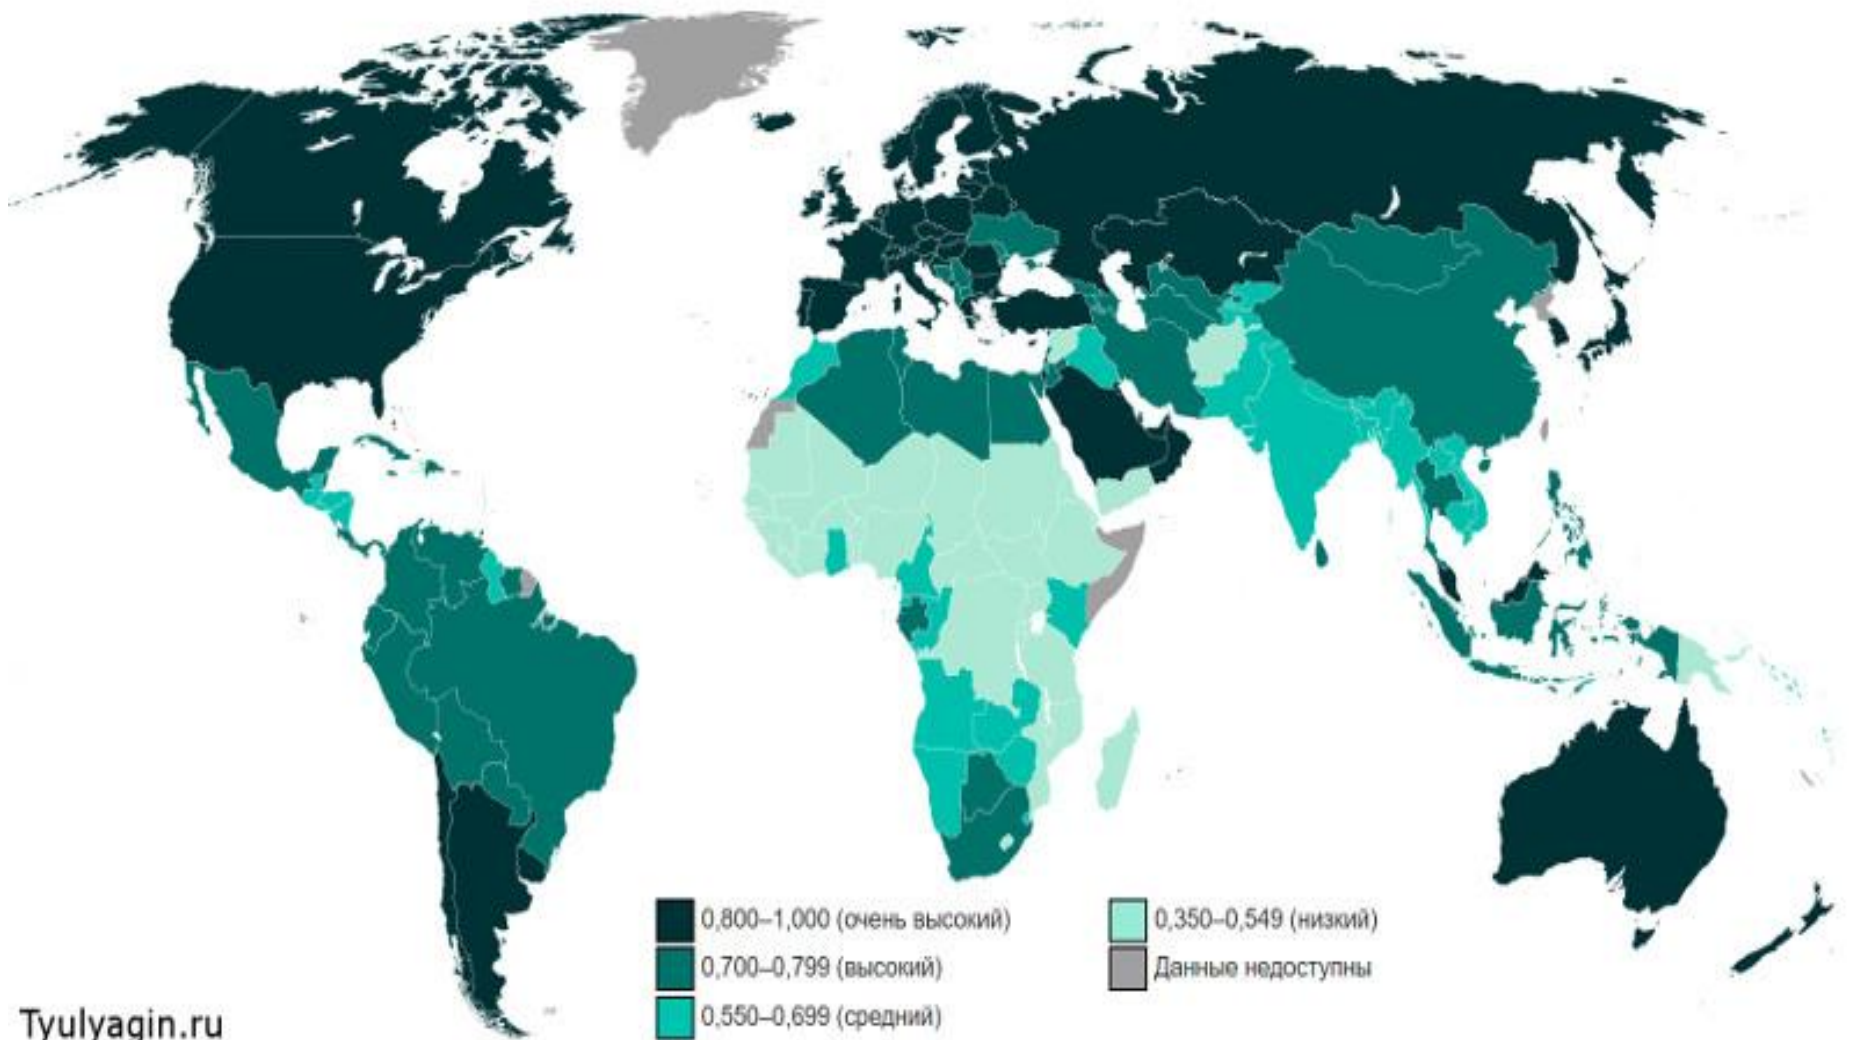 0,800–1,000 (очень высокий)
0,700–0,799 (высокий)
0,550–0,699 (средний)
0,350–0,549 (низкий)
Данные недоступны
Tyulyagin.ru